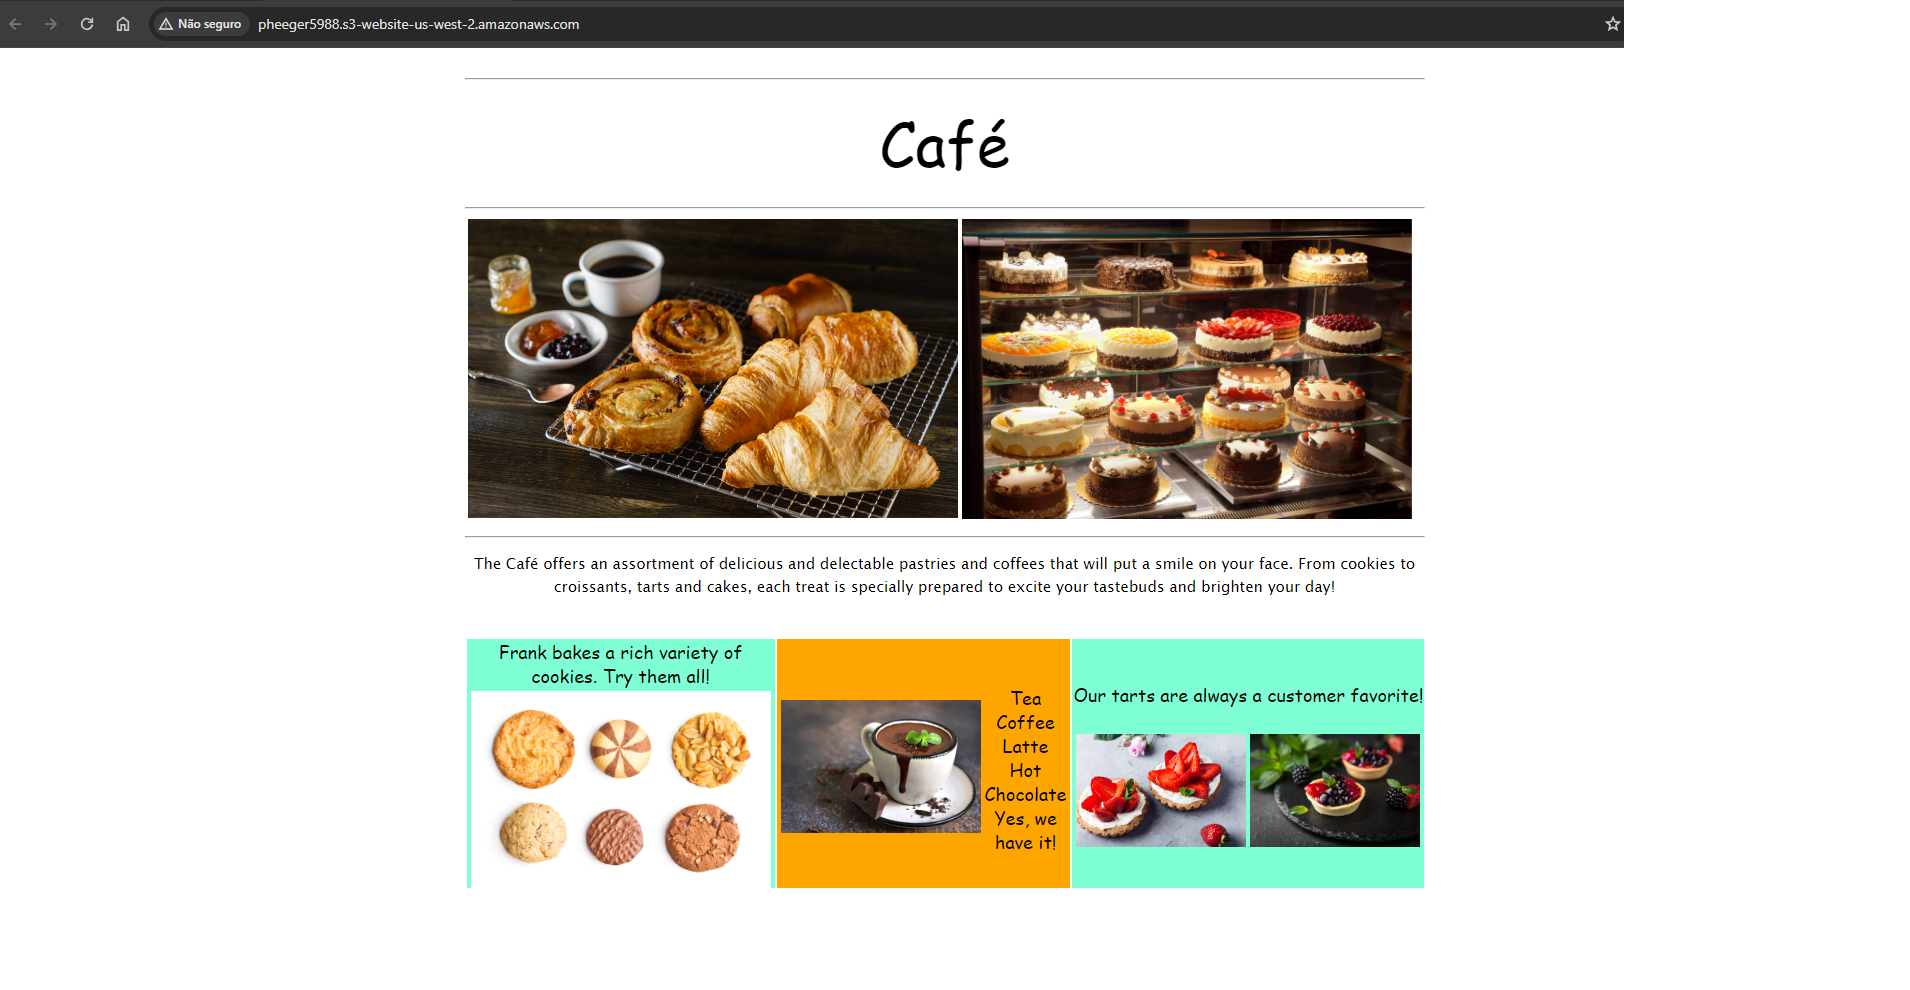 Não seguro pheeger5988.s3-website-us-west-2.amazonaws.com
Café
The Café offers an assortment of delicious and delectable pastries and coffees that will put a smile on your face. From cookies to
croissants, tarts and cakes, each treat is specially prepared to excite your tastebuds and brighten your day!
Frank bakes a rich variety of
cookies. Try them all!
Tea
Coffee
Latte
Hot
Chocolate
Yes, we
have it!
Our tarts are always a customer favorite!